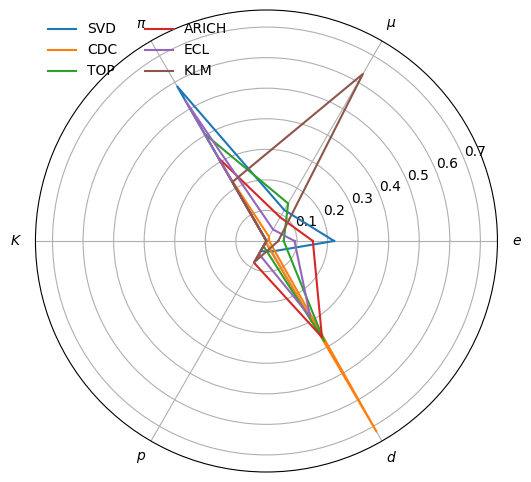 π
μ
SVD ARICH
CDC ECL
TOP KLM
0.7
0.6
0.5
0.4
0.3
0.2
0.1
K
e
p
d